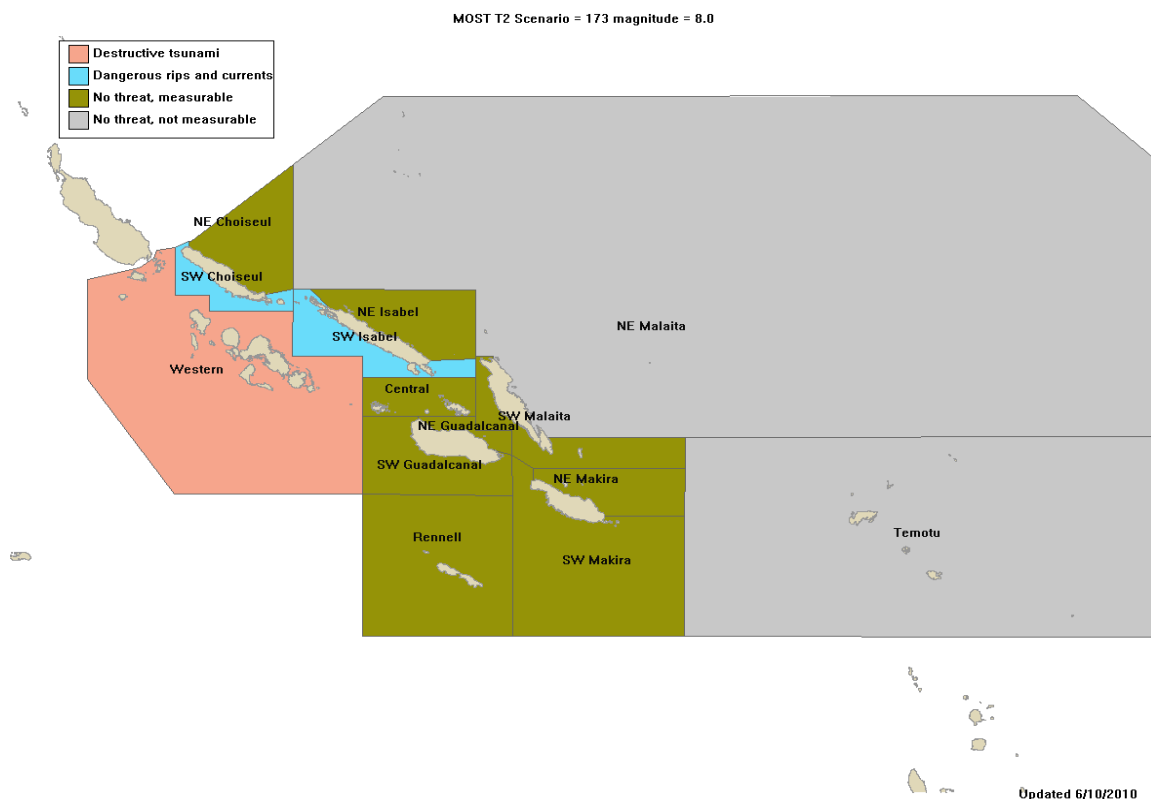 MOST T2 Scenario = 173 magnitude = 8.0
Destructive tsunami
Dangerous rips and currents
No threat, measurable
No threat, not measurable
NE Choiseul
SW Choiseul
NE Isabel
SW Isabel
NE Malaita
Western
Central
SW Malaita
NE Guadalcanal
SW Guadalcanal
NE Makira
Temotu
Rennell
SW Makira
Updated 6/10/2010